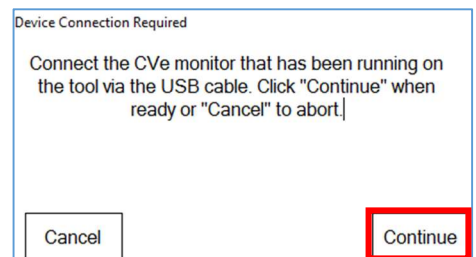 Device Connection Required
Connect the CVe monitor that has been running on
the tool via the USB cable. Click "Continue" when
ready or "Cancel" to abort.
Cancel
Continue